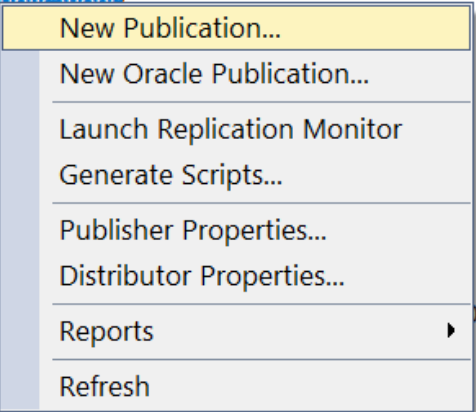 New Publication...
New Oracle Publication...
Launch Replication Monitor
Generate Scripts...
Publisher Properties...
Distributor Properties...
Reports
Refresh